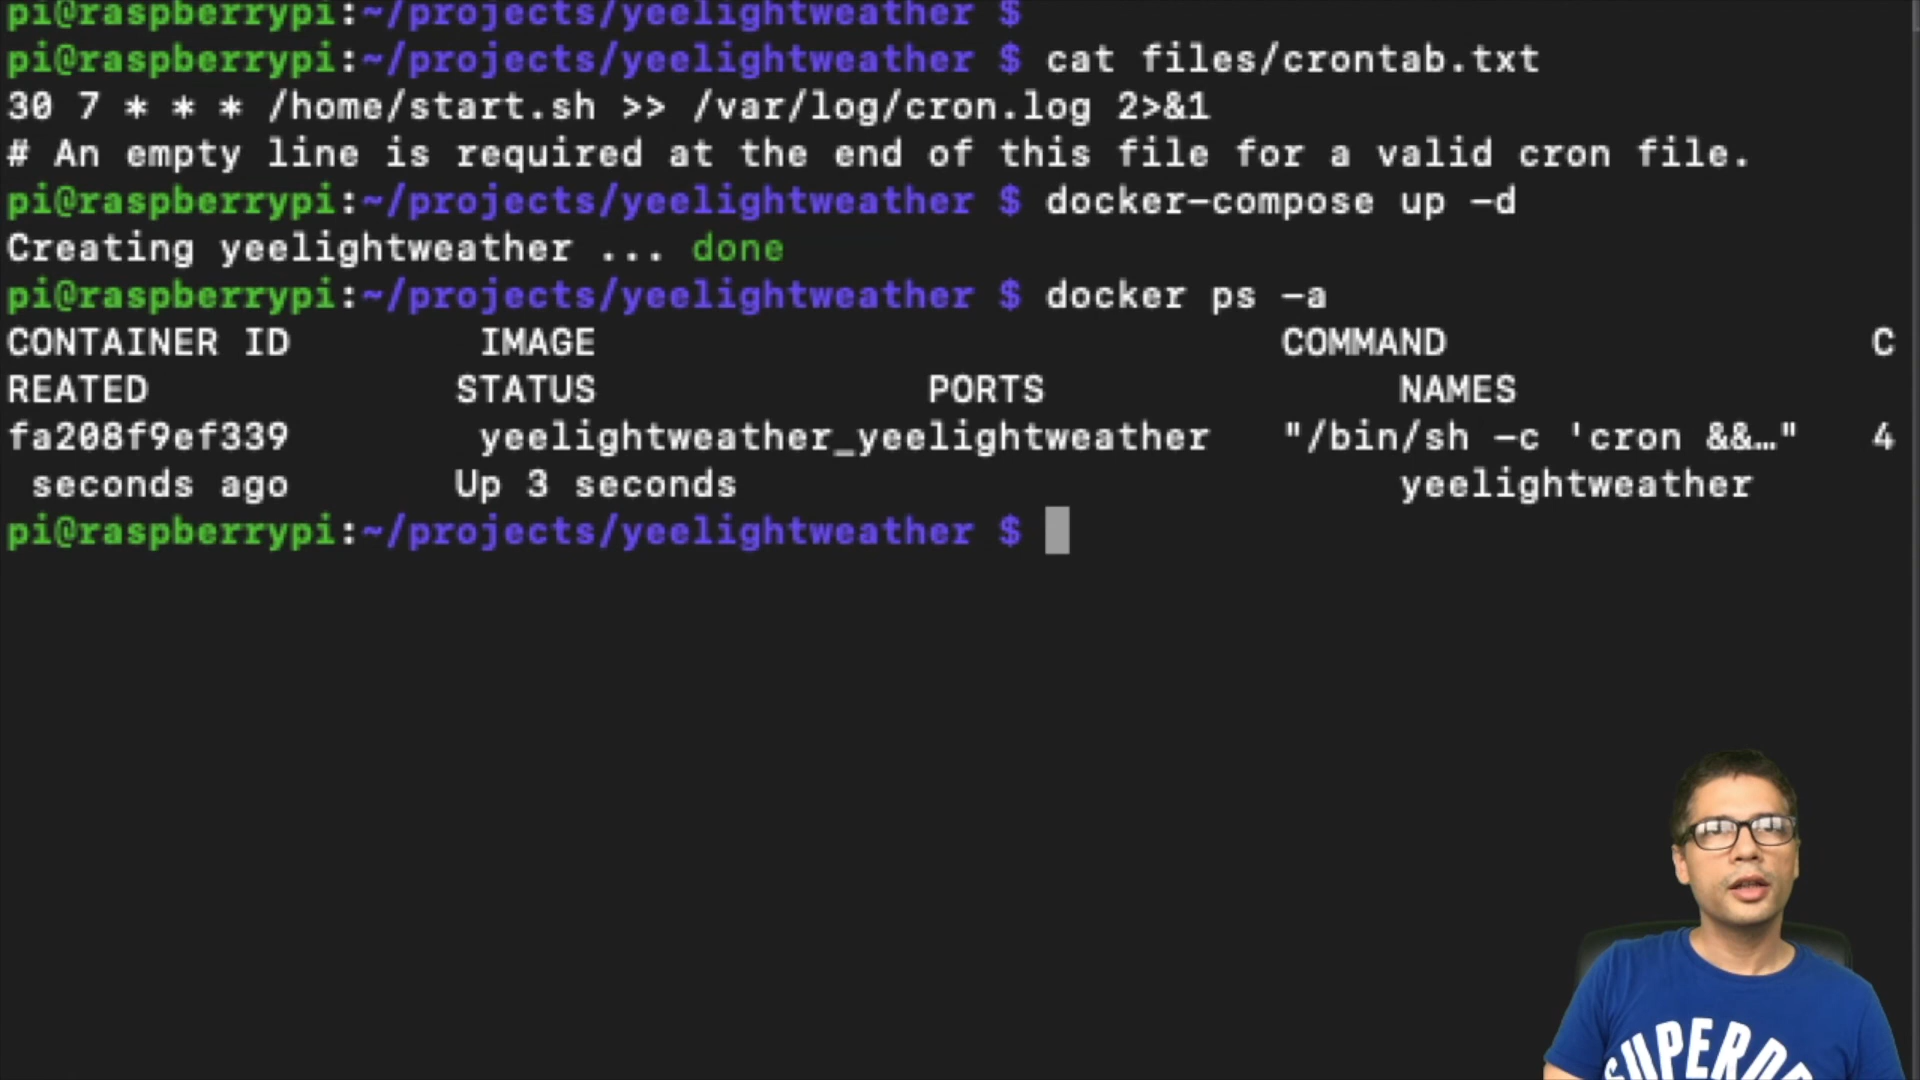 pi@raspberrypi:~/projects/yeelightweather $
pi@raspberrypi:~/projects/yeelightweather $ cat files/crontab.txt
30 7 * * * /home/start.sh >> /var/log/cron.log 2>&1
# An empty line is required at the end of this file for a valid cron file.
pi@raspberrypi:~/projects/yeelightweather $ docker-compose up -d
Creating yeelightweather ... done
pi@raspberrypi:~/projects/yeelightweather $ docker ps -a
CONTAINER ID IMAGE COMMAND C
REATED STATUS PORTS NAMES
fa208f9ef339 yeelightweather_yeelightweather "/bin/sh -c 'cron &&…" 4
seconds ago Up 3 seconds yeelightweather
pi@raspberrypi:~/projects/yeelightweather $